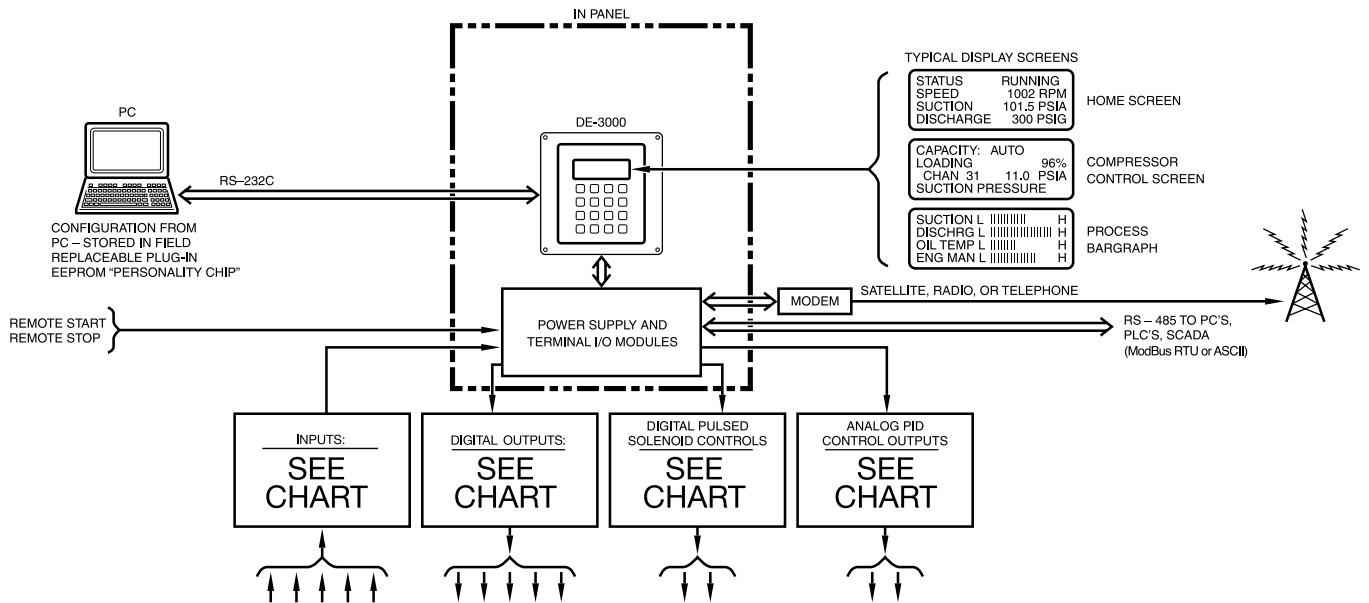 IN PANEL
TYPICAL DISPLAY SCREENS
STATUS RUNNING
SPEED 1002 RPM
SUCTION 101.5 PSIA
DISCHARGE 300 PSIG
HOME SCREEN
PC
DE-3000
CAPACITY: AUTO
LOADING 96%
CHAN 31 11.0 PSIA
SUCTION PRESSURE
COMPRESSOR
CONTROL SCREEN
RS–232C
CONFIGURATION FROM
PC – STORED IN FIELD
REPLACEABLE PLUG-IN
EEPROM “PERSONALITY CHIP”
SUCTION L |||||||||| H
DISCHRG L ||||||||||||||||| H
OIL TEMP L ||||||| H
ENG MAN L ||||||||||||| H
PROCESS
BARGRAPH
MODEM
SATELLITE, RADIO, OR TELEPHONE
REMOTE START
REMOTE STOP
POWER SUPPLY AND
TERMINAL I/O MODULES
RS – 485 TO PC'S,
PLC'S, SCADA
(ModBus RTU or ASCII)
INPUTS:
SEE
CHART
DIGITAL OUTPUTS:
SEE
CHART
DIGITAL PULSED
SOLENOID CONTROLS
SEE
CHART
ANALOG PID
CONTROL OUTPUTS
SEE
CHART